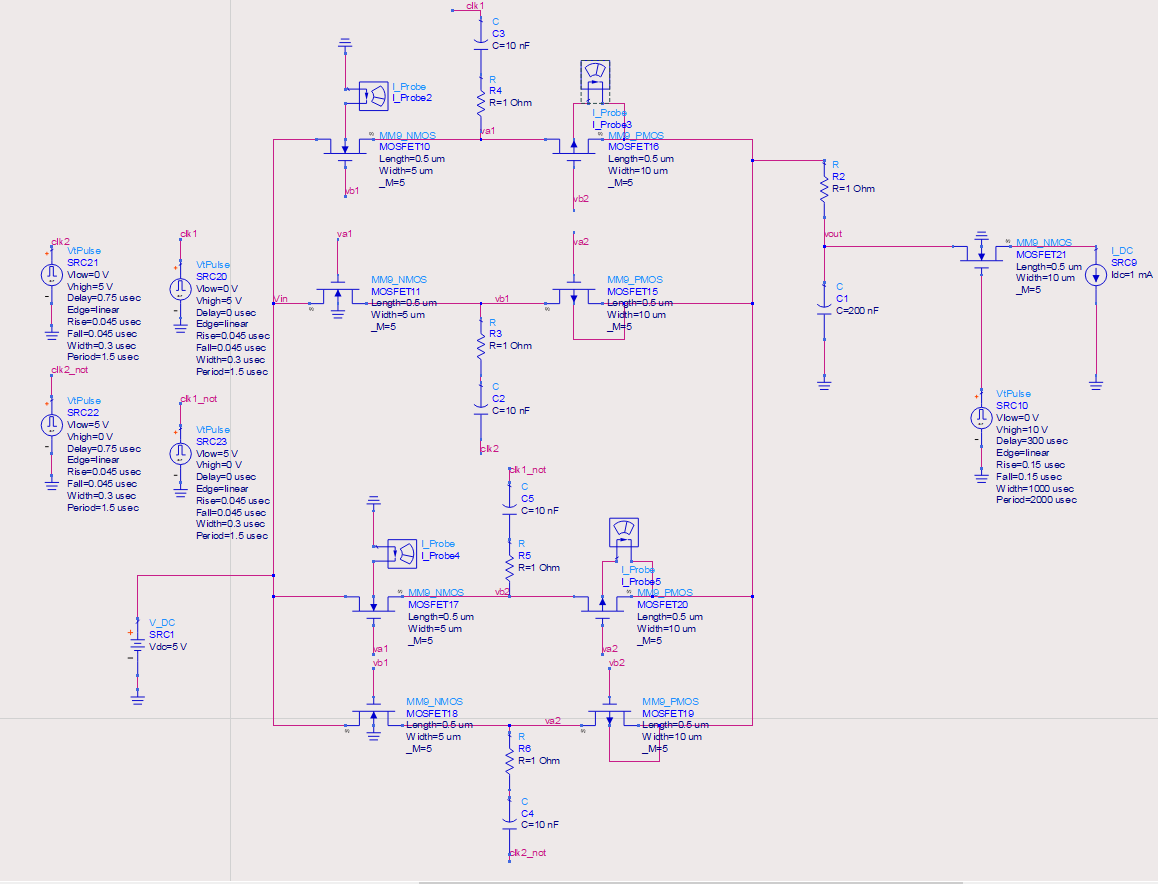 clk1
C
C3
C=10 nF
I_Probe
I_Probe2
R
R4
R=1 Ohm
va1
I_Probe
I_Probe3
MM9_NMOS
MOSFET10
Length=0.5 um
Width=5 um
_M=5
vb1
MM9_PMOS
MOSFET16
Length=0.5 um
Width=10 um
_M=5
vb2
R
R2
R=1 Ohm
vout
clk2
VtPulse
SRC21
Vlow=0 V
Vhigh=5 V
Delay=0.75 usec
Edge=linear
Rise=0.045 usec
Fall=0.045 usec
Width=0.3 usec
Period=1.5 usec
clk1
VtPulse
SRC20
Vlow=0 V
Vhigh=5 V
Delay=0 usec
Edge=linear
Rise=0.045 usec
Fall=0.045 usec
Width=0.3 usec
Period=1.5 usec
va1
Vin
MM9_NMOS
MOSFET11
Length=0.5 um
Width=5 um
_M=5
vb1
va2
MM9_PMOS
MOSFET15
Length=0.5 um
Width=10 um
_M=5
C
C1
C=200 nF
MM9_NMOS
MOSFET21
Length=0.5 um
Width=10 um
_M=5
I_DC
SRC9
Idc=1 mA
R
R3
R=1 Ohm
C
C2
C=10 nF
clk2
clk2_not
VtPulse
SRC22
Vlow=5 V
Vhigh=0 V
Delay=0.75 usec
Edge=linear
Rise=0.045 usec
Fall=0.045 usec
Width=0.3 usec
Period=1.5 usec
clk1_not
VtPulse
SRC23
Vlow=5 V
Vhigh=0 V
Delay=0 usec
Edge=linear
Rise=0.045 usec
Fall=0.045 usec
Width=0.3 usec
Period=1.5 usec
VtPulse
SRC10
Vlow=0 V
Vhigh=10 V
Delay=300 usec
Edge=linear
Rise=0.15 usec
Fall=0.15 usec
Width=1000 usec
Period=2000 usec
clk1_not
C
C5
C=10 nF
I_Probe
I_Probe4
R
R5
R=1 Ohm
vb2
I_Probe
I_Probe5
MM9_NMOS
MOSFET17
Length=0.5 um
Width=5 um
_M=5
va1
MM9_PMOS
MOSFET20
Length=0.5 um
Width=10 um
_M=5
va2
V_DC
SRC1
Vdc=5 V
vb1
MM9_NMOS
MOSFET18
Length=0.5 um
Width=5 um
_M=5
va2
vb2
MM9_PMOS
MOSFET19
Length=0.5 um
Width=10 um
_M=5
R
R6
R=1 Ohm
C
C4
C=10 nF
clk2_not